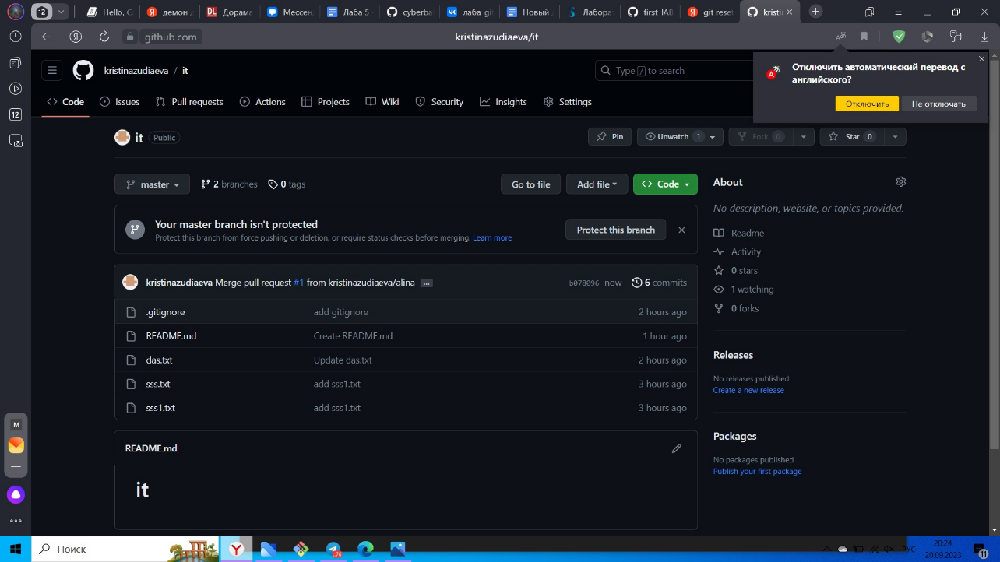 12
Hello, C
демон д
DL Дорама
Мессен
Лаба 5
cyberba
лаба_gi
Новый д
Лабора
first_lAB
git reset
kristi
github.com
kristinazudiaeva/it
kristinazudiaeva / it
Type / to search
Отключить автоматический перевод с
английского?
Отключить
Не отключать
Code
Issues
Pull requests
Actions
Projects
Wiki
Security
Insights
Settings
it
Public
Pin
Unwatch 1
Fork 0
Star 0
master
2 branches
0 tags
Go to file
Add file
Code
Your master branch isn't protected
Protect this branch from force pushing or deletion, or require status checks before merging. Learn more
Protect this branch
kristinazudiaeva Merge pull request #1 from kristinazudiaeva/alina ...
b078096 now
6 commits
.gitignore add gitignore 2 hours ago
README.md Create README.md 1 hour ago
das.txt Update das.txt 2 hours ago
sss.txt add sss1.txt 3 hours ago
sss1.txt add sss1.txt 3 hours ago
README.md
it
About
No description, website, or topics provided.
Readme
Activity
0 stars
1 watching
0 forks
Releases
No releases published
Create a new release
Packages
No packages published
Publish your first package
12
M
Поиск
76
РУС
20:24
20.09.2023
11